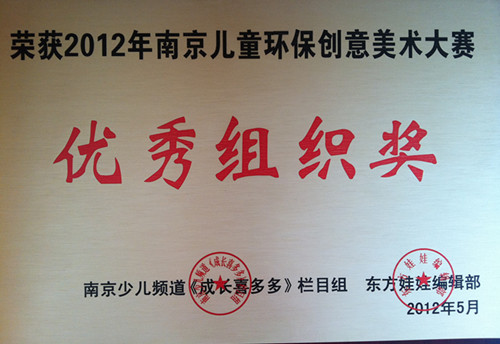 荣获2012年南京儿童环保创意美术大赛
优秀组织奖
南京少儿频道《成长喜多多》栏目组 东方娃娃编辑部
2012年5月